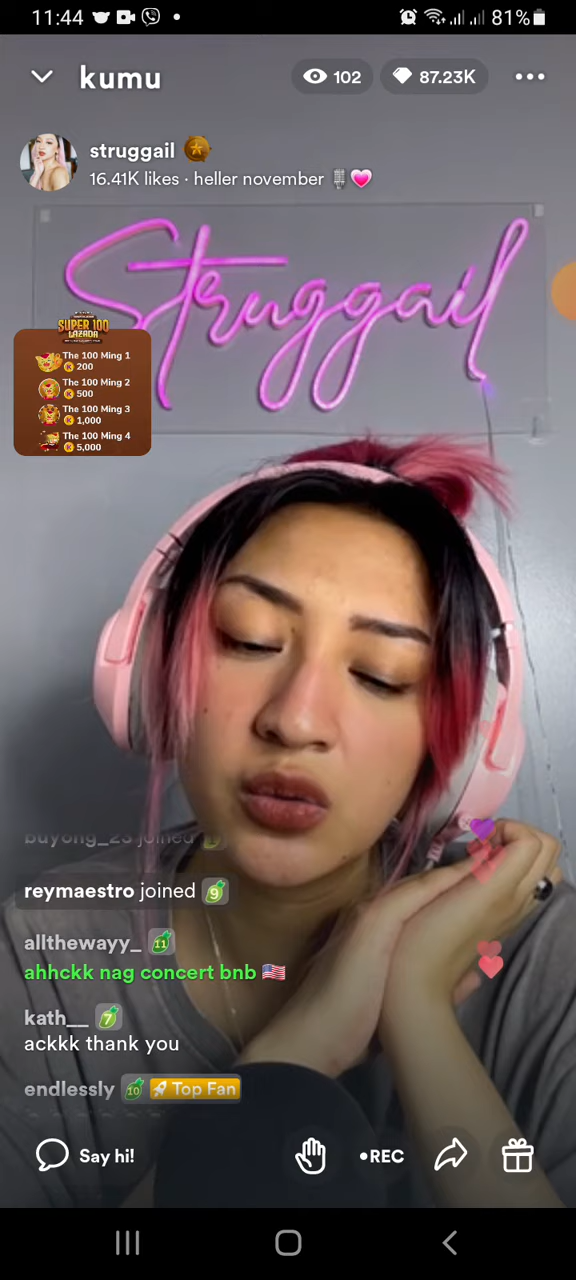 11:44
81%
kumu
102
87.23K
struggail
16.41K likes · heller november 🎙️💗
Struggail
SUPER 100
LAZADA
The 100 Ming 1
200
The 100 Ming 2
500
The 100 Ming 3
1,000
The 100 Ming 4
5,000
buyong_23 joined
reymaestro joined 9
allthewayy_ 11
ahhckk nag concert bnb 🇺🇸
kath__ 7
ackkk thank you
endlessly 10 Top Fan
Say hi!
•REC